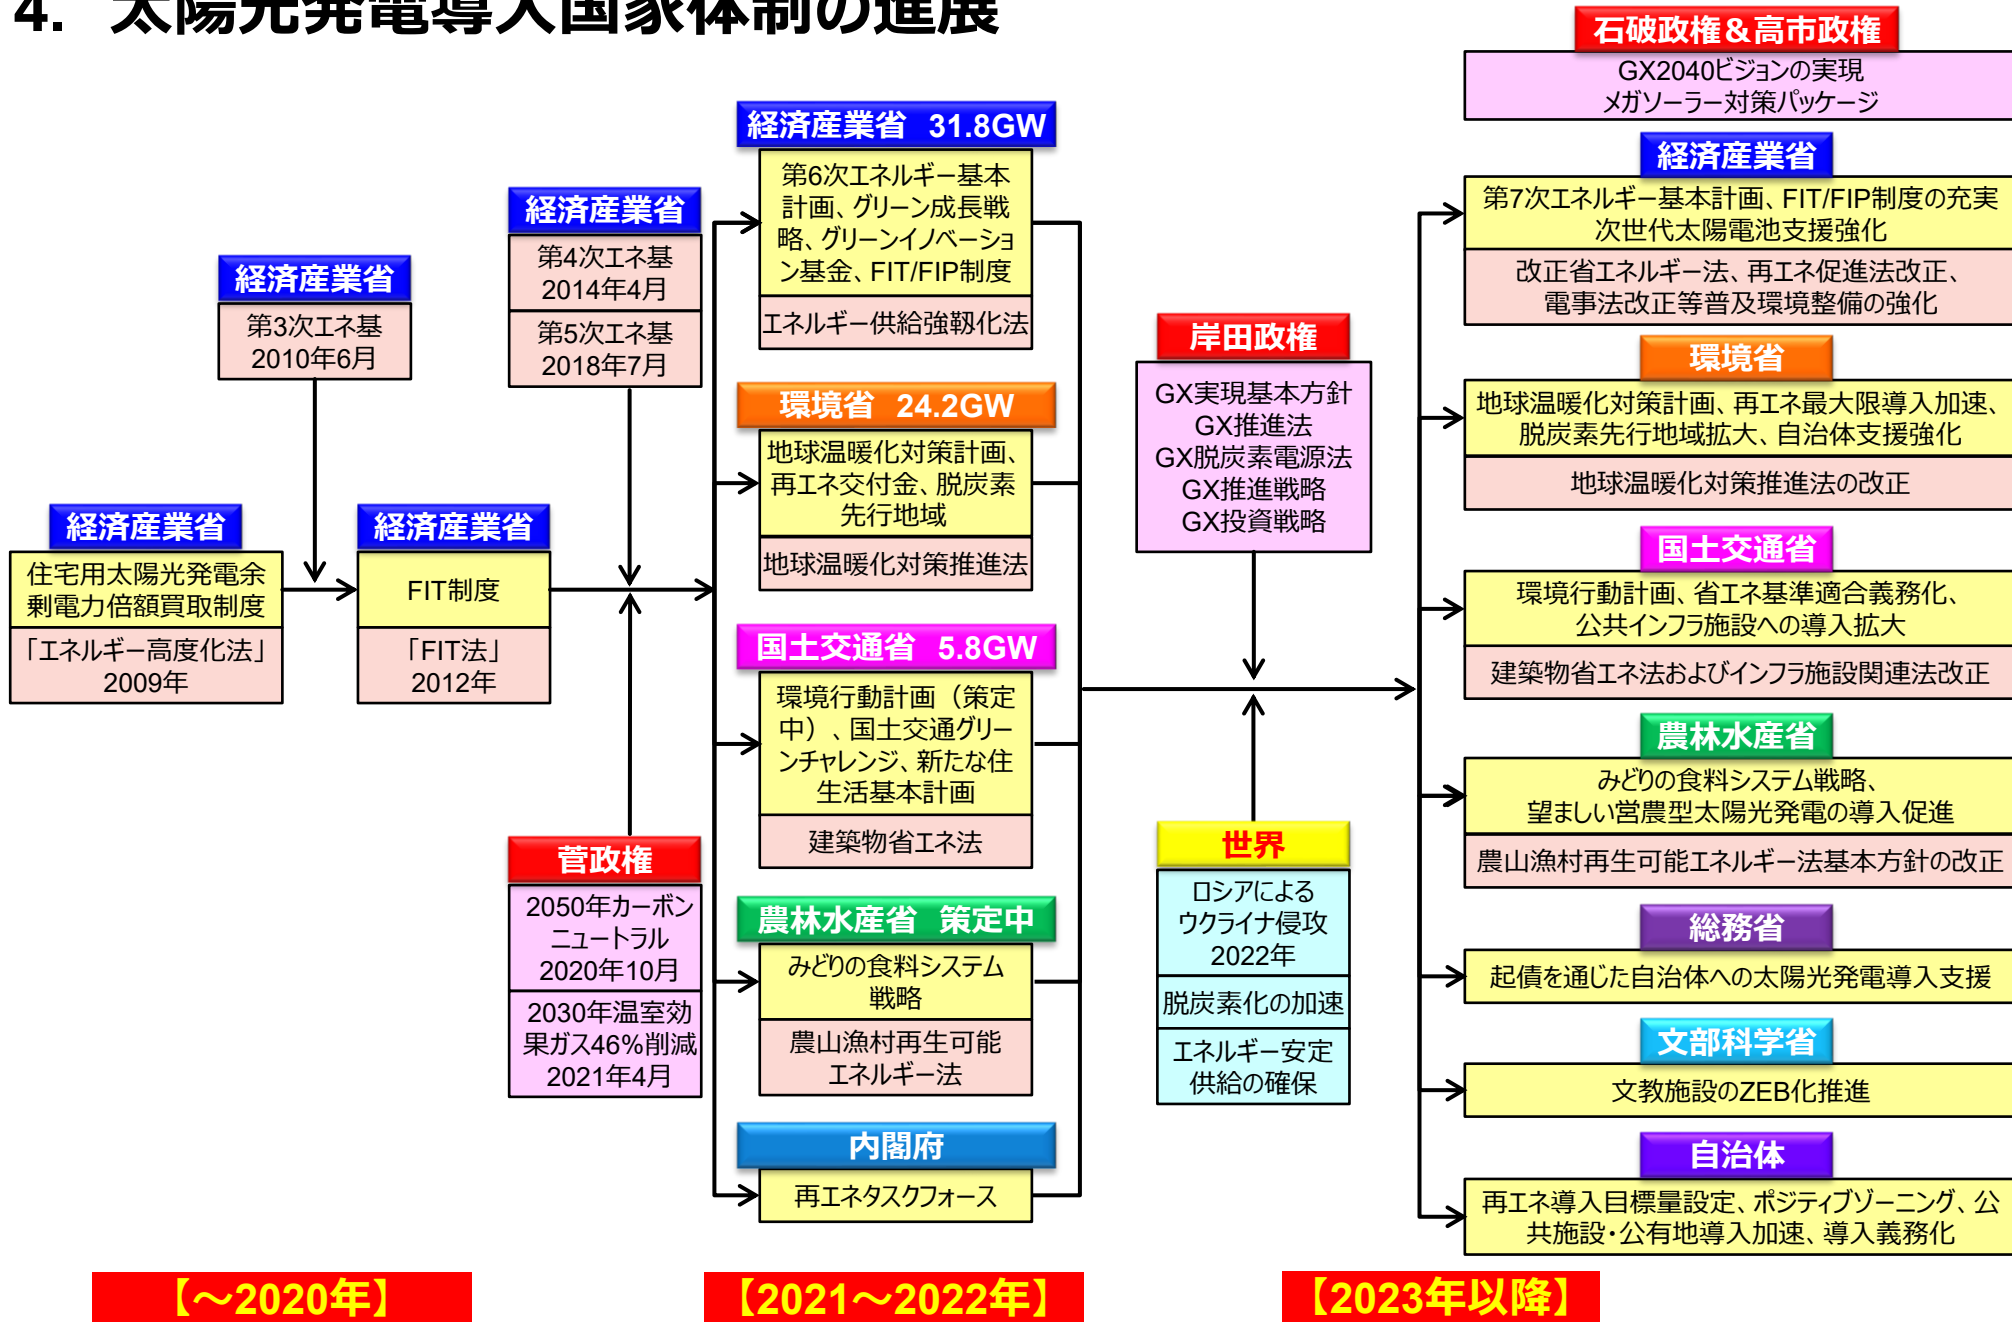 4. 太陽光発電導入国家体制の進展
経済産業省
住宅用太陽光発電余
剰電力倍額買取制度
「エネルギー高度化法」
2009年
経済産業省
第3次エネ基
2010年6月
経済産業省
FIT制度
「FIT法」
2012年
経済産業省
第4次エネ基
2014年4月
第5次エネ基
2018年7月
菅政権
2050年カーボン
ニュートラル
2020年10月
2030年温室効
果ガス46%削減
2021年4月
経済産業省 31.8GW
第6次エネルギー基本
計画、グリーン成長戦
略、グリーンイノベーショ
ン基金、FIT/FIP制度
エネルギー供給強靱化法
環境省 24.2GW
地球温暖化対策計画、
再エネ交付金、脱炭素
先行地域
地球温暖化対策推進法
国土交通省 5.8GW
環境行動計画（策定
中）、国土交通グリー
ンチャレンジ、新たな住
生活基本計画
建築物省エネ法
農林水産省 策定中
みどりの食料システム
戦略
農山漁村再生可能
エネルギー法
内閣府
再エネタスクフォース
岸田政権
GX実現基本方針
GX推進法
GX脱炭素電源法
GX推進戦略
GX投資戦略
世界
ロシアによる
ウクライナ侵攻
2022年
脱炭素化の加速
エネルギー安定
供給の確保
石破政権＆高市政権
GX2040ビジョンの実現
メガソーラー対策パッケージ
経済産業省
第7次エネルギー基本計画、FIT/FIP制度の充実
次世代太陽電池支援強化
改正省エネルギー法、再エネ促進法改正、
電事法改正等普及環境整備の強化
環境省
地球温暖化対策計画、再エネ最大限導入加速、
脱炭素先行地域拡大、自治体支援強化
地球温暖化対策推進法の改正
国土交通省
環境行動計画、省エネ基準適合義務化、
公共インフラ施設への導入拡大
建築物省エネ法およびインフラ施設関連法改正
農林水産省
みどりの食料システム戦略、
望ましい営農型太陽光発電の導入促進
農山漁村再生可能エネルギー法基本方針の改正
総務省
起債を通じた自治体への太陽光発電導入支援
文部科学省
文教施設のZEB化推進
自治体
再エネ導入目標量設定、ポジティブゾーニング、公
共施設・公有地導入加速、導入義務化
【～2020年】
【2021～2022年】
【2023年以降】